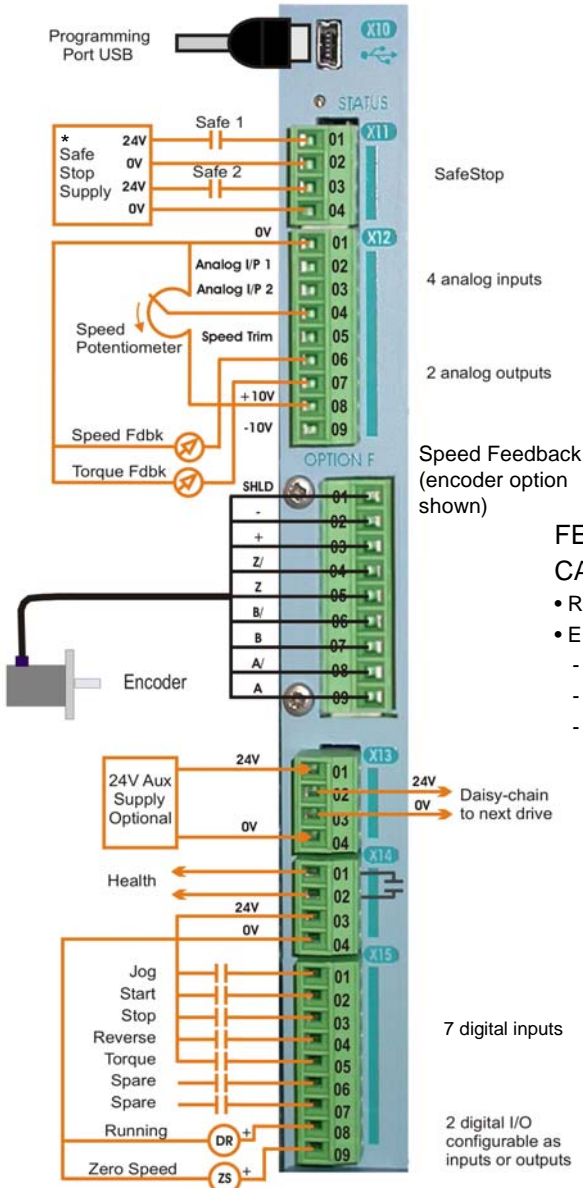 Programming
Port USB
X10
STATUS
X11
*
Safe
Stop
Supply
24V
0V
24V
0V
Safe 1
Safe 2
01
02
03
04
SafeStop
X12
0V
Analog I/P 1
Analog I/P 2
Speed
Potentiometer
Speed Trim
+10V
-10V
Speed Fdbk
Torque Fdbk
01
02
03
04
05
06
07
08
09
4 analog inputs
2 analog outputs
OPTION F
Speed Feedback
(encoder option
shown)
SHLD
-
+
Z/
Z
B/
B
A/
A
01
02
03
04
05
06
07
08
09
Encoder
FE
CA
• R
• E
-
-
-
X13
24V
24V Aux
Supply
Optional
0V
01
02
03
04
24V
0V
Daisy-chain
to next drive
X14
Health
24V
0V
01
02
03
04
X15
Jog
Start
Stop
Reverse
Torque
Spare
Spare
Running
DR
+
Zero Speed
ZS
+
01
02
03
04
05
06
07
08
09
7 digital inputs
2 digital I/O
configurable as
inputs or outputs